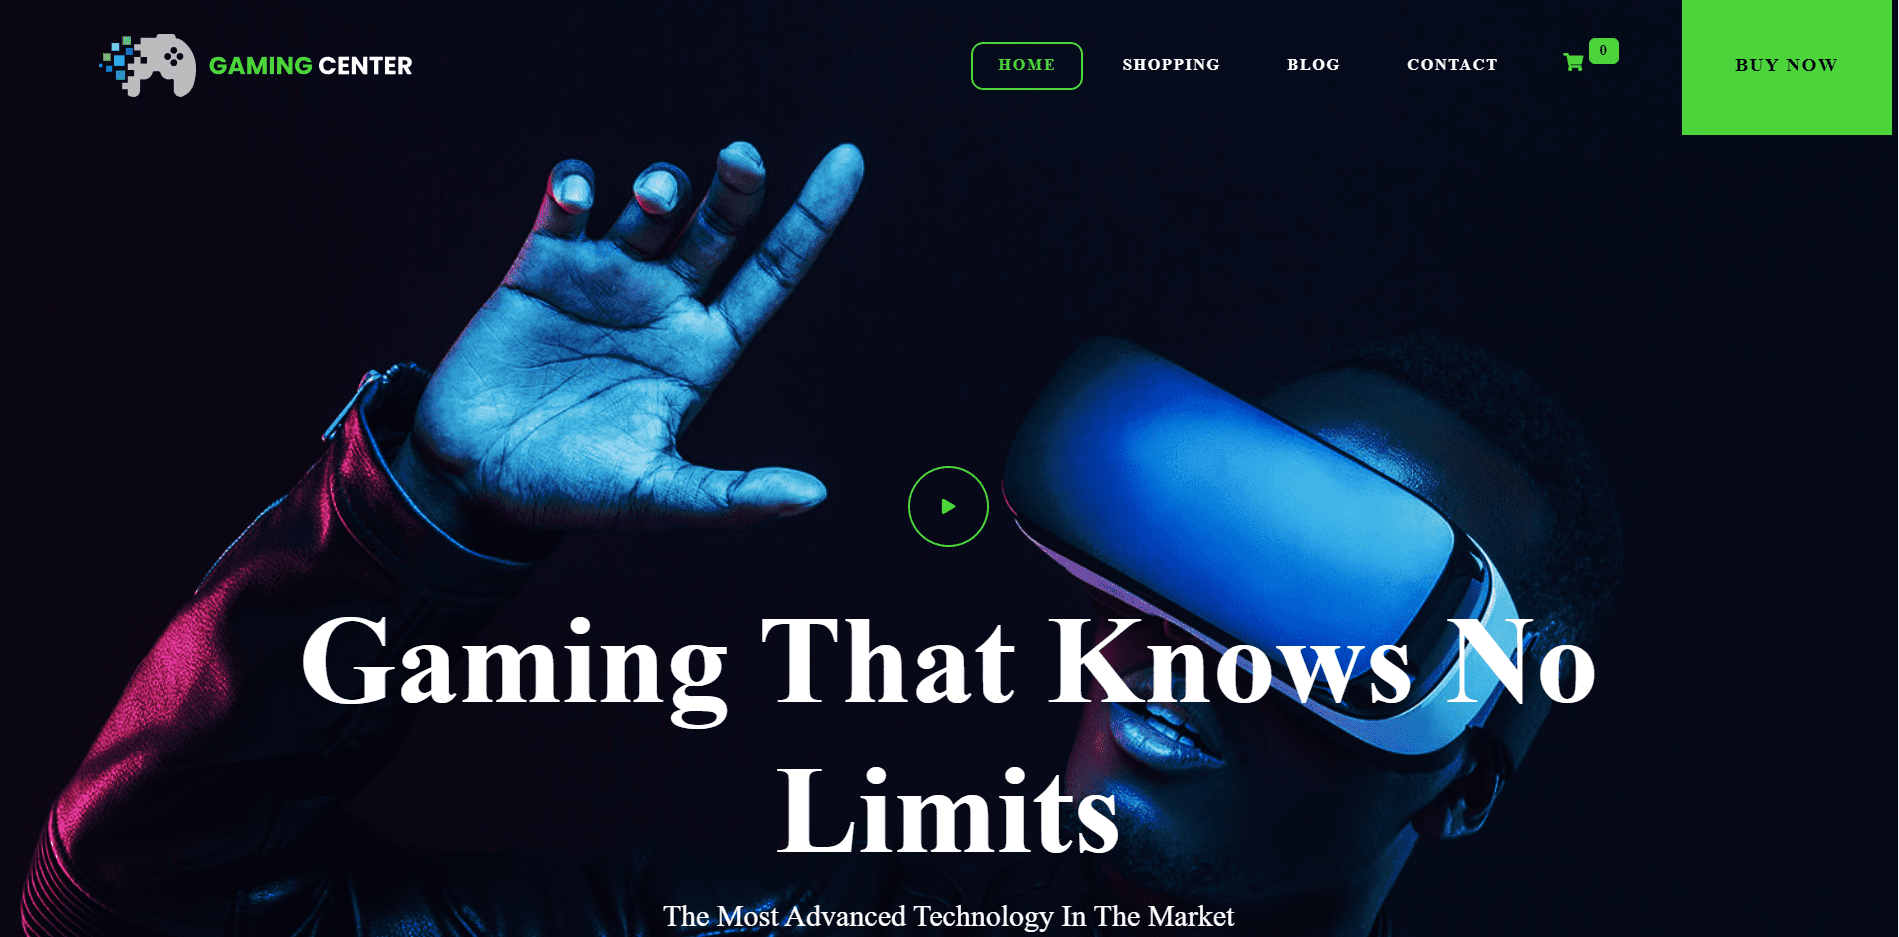 GAMING CENTER
HOME
SHOPPING
BLOG
CONTACT
0
BUY NOW
Gaming That Knows No
Limits
The Most Advanced Technology In The Market